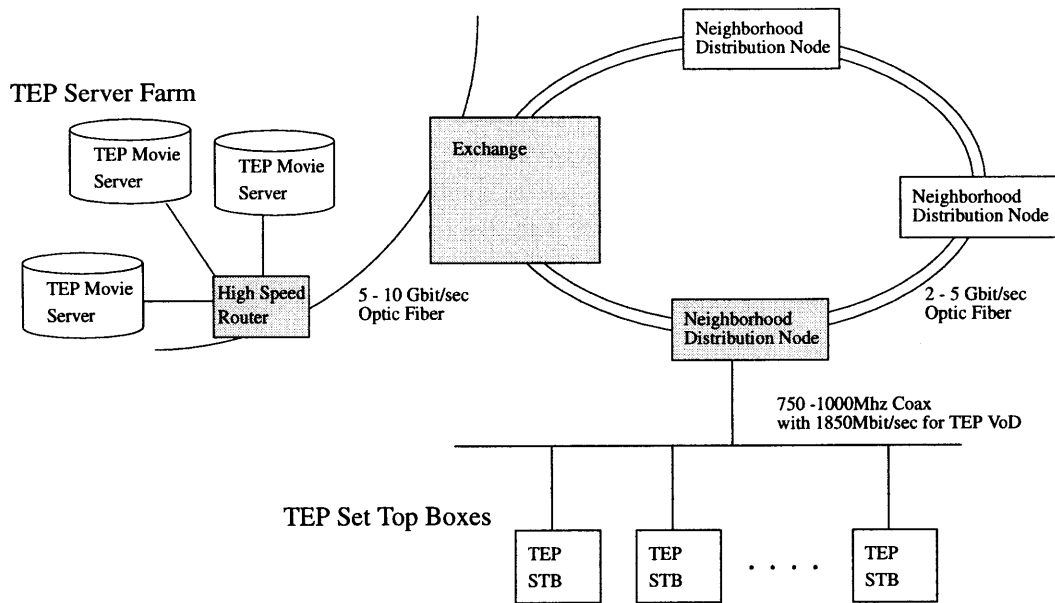 Neighborhood
Distribution Node
TEP Server Farm
TEP Movie
Server
TEP Movie
Server
Exchange
Neighborhood
Distribution Node
TEP Movie
Server
High Speed
Router
5 - 10 Gbit/sec
Optic Fiber
2 - 5 Gbit/sec
Optic Fiber
Neighborhood
Distribution Node
750 -1000Mhz Coax
with 1850Mbit/sec for TEP VoD
TEP Set Top Boxes
TEP
STB
TEP
STB
. . . .
TEP
STB